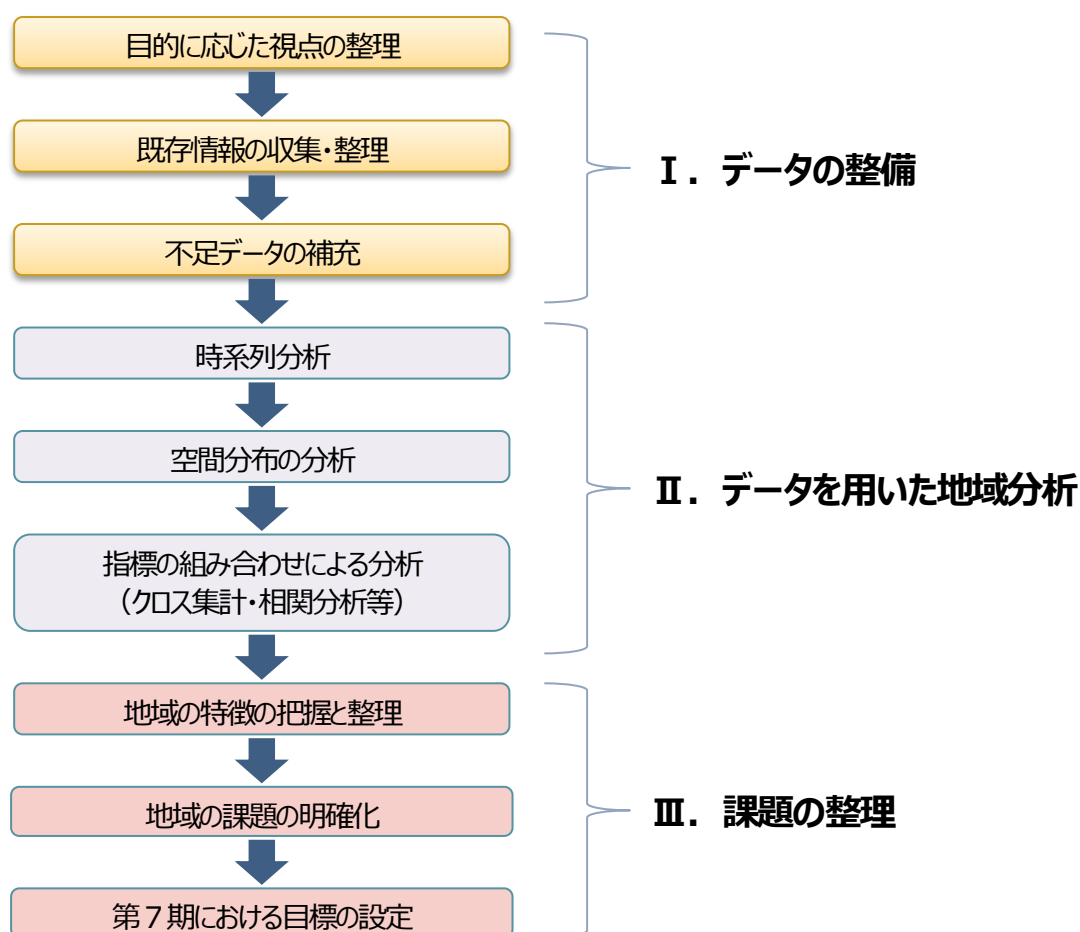 目的に応じた視点の整理
既存情報の収集・整理
不足データの補充
Ⅰ．データの整備
時系列分析
空間分布の分析
指標の組み合わせによる分析
（クロス集計・相関分析等）
Ⅱ．データを用いた地域分析
地域の特徴の把握と整理
地域の課題の明確化
第７期における目標の設定
Ⅲ．課題の整理